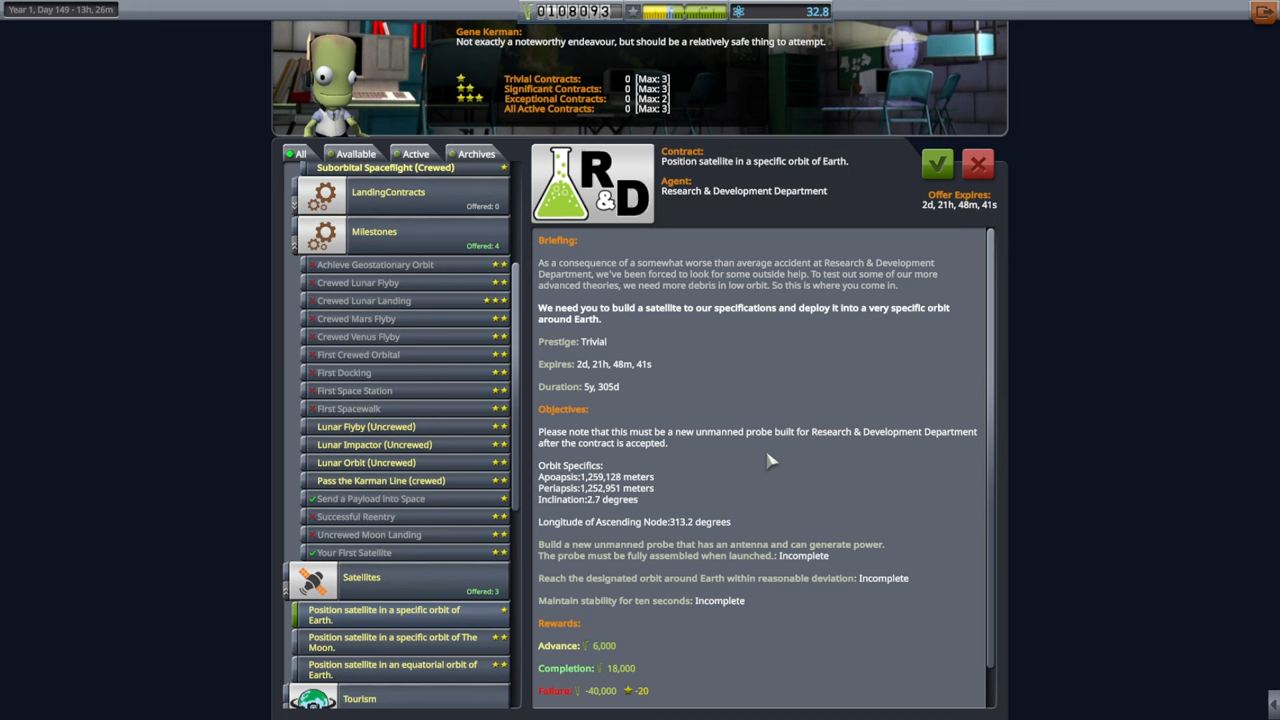 Year 1, Day 149 - 13h, 26m
0108093
32.8
Gene Kerman:
Not exactly a noteworthy endeavour, but should be a relatively safe thing to attempt.
Trivial Contracts: 0 [Max: 3]
Significant Contracts: 0 [Max: 3]
Exceptional Contracts: 0 [Max: 2]
All Active Contracts: 0 [Max: 3]
All
Available
Active
Archives
Suborbital Spaceflight (Crewed)
LandingContracts
Offered: 0
Milestones
Offered: 4
Achieve Geostationary Orbit
Crewed Lunar Flyby
Crewed Lunar Landing
Crewed Mars Flyby
Crewed Venus Flyby
First Crewed Orbital
First Docking
First Space Station
First Spacewalk
Lunar Flyby (Uncrewed)
Lunar Impactor (Uncrewed)
Lunar Orbit (Uncrewed)
Pass the Karman Line (crewed)
Send a Payload into Space
Successful Reentry
Uncrewed Moon Landing
Your First Satellite
Satellites
Offered: 3
Position satellite in a specific orbit of
Earth.
Position satellite in a specific orbit of The
Moon.
Position satellite in an equatorial orbit of
Earth.
Tourism
R
&D
Contract:
Position satellite in a specific orbit of Earth.
Agent:
Research & Development Department
Offer Expires:
2d, 21h, 48m, 41s
Briefing:
As a consequence of a somewhat worse than average accident at Research & Development
Department, we've been forced to look for some outside help. To test out some of our more
advanced theories, we need more debris in low orbit. So this is where you come in.
We need you to build a satellite to our specifications and deploy it into a very specific orbit
around Earth.
Prestige: Trivial
Expires: 2d, 21h, 48m, 41s
Duration: 5y, 305d
Objectives:
Please note that this must be a new unmanned probe built for Research & Development Department
after the contract is accepted.
Orbit Specifics:
Apoapsis:1,259,128 meters
Periapsis:1,252,951 meters
Inclination:2.7 degrees
Longitude of Ascending Node:313.2 degrees
Build a new unmanned probe that has an antenna and can generate power.
The probe must be fully assembled when launched.: Incomplete
Reach the designated orbit around Earth within reasonable deviation: Incomplete
Maintain stability for ten seconds: Incomplete
Rewards:
Advance: 6,000
Completion: 18,000
Failure: -40,000 -20